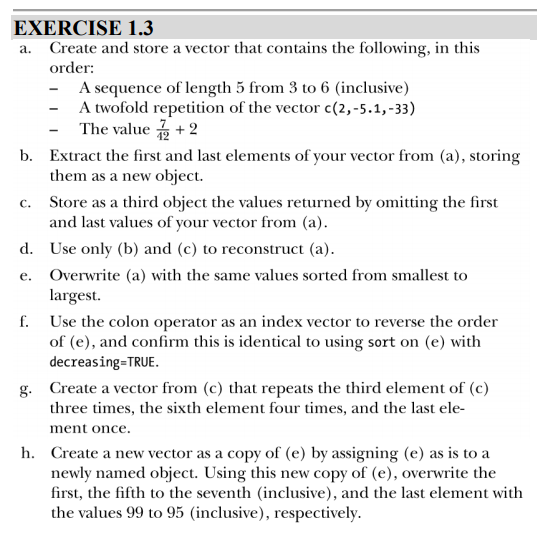 EXERCISE 1.3
a. Create and store a vector that contains the following, in this
order:
– A sequence of length 5 from 3 to 6 (inclusive)
– A twofold repetition of the vector c(2,-5.1,-33)
– The value 7/42 + 2
b. Extract the first and last elements of your vector from (a), storing
them as a new object.
c. Store as a third object the values returned by omitting the first
and last values of your vector from (a).
d. Use only (b) and (c) to reconstruct (a).
e. Overwrite (a) with the same values sorted from smallest to
largest.
f. Use the colon operator as an index vector to reverse the order
of (e), and confirm this is identical to using sort on (e) with
decreasing=TRUE.
g. Create a vector from (c) that repeats the third element of (c)
three times, the sixth element four times, and the last ele-
ment once.
h. Create a new vector as a copy of (e) by assigning (e) as is to a
newly named object. Using this new copy of (e), overwrite the
first, the fifth to the seventh (inclusive), and the last element with
the values 99 to 95 (inclusive), respectively.